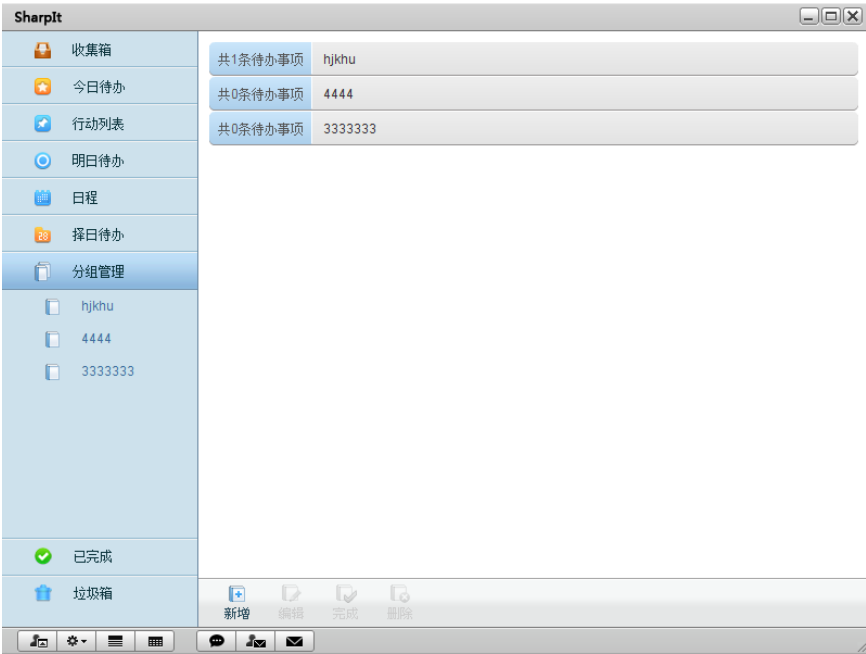 SharpIt
收集箱
今日待办
行动列表
明日待办
日程
28
择日待办
分组管理
hjkhu
4444
3333333
已完成
垃圾箱
共1条待办事项 hjkhu
共0条待办事项 4444
共0条待办事项 3333333
新增 编辑 完成 删除